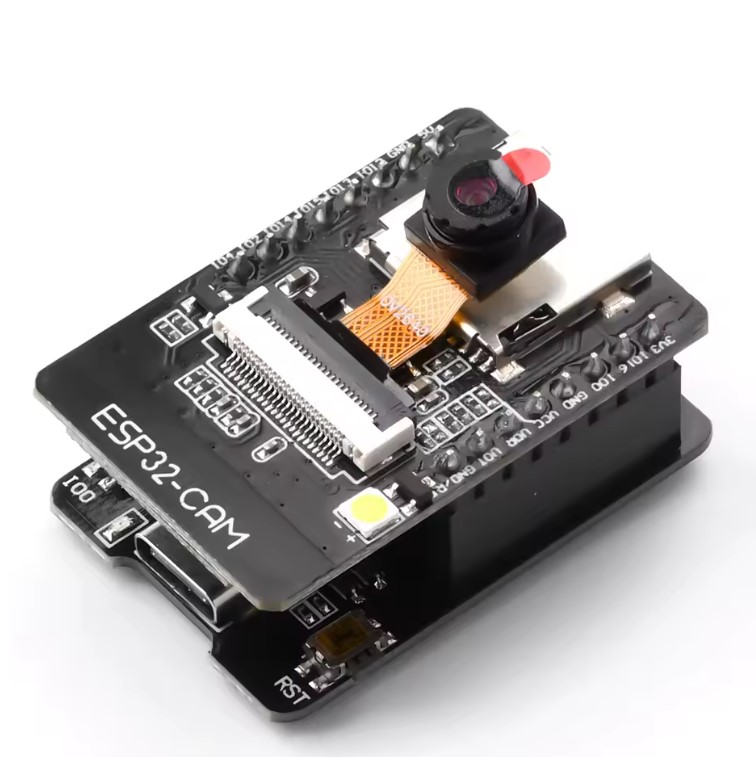 5V
GND
IO12
IO13
IO15
IO14
IO2
IO4
ESP32-CAM
3V3
IO16
IO0
GND
VCC
UOR
UOT
GND/R1
- +
IO0
RST